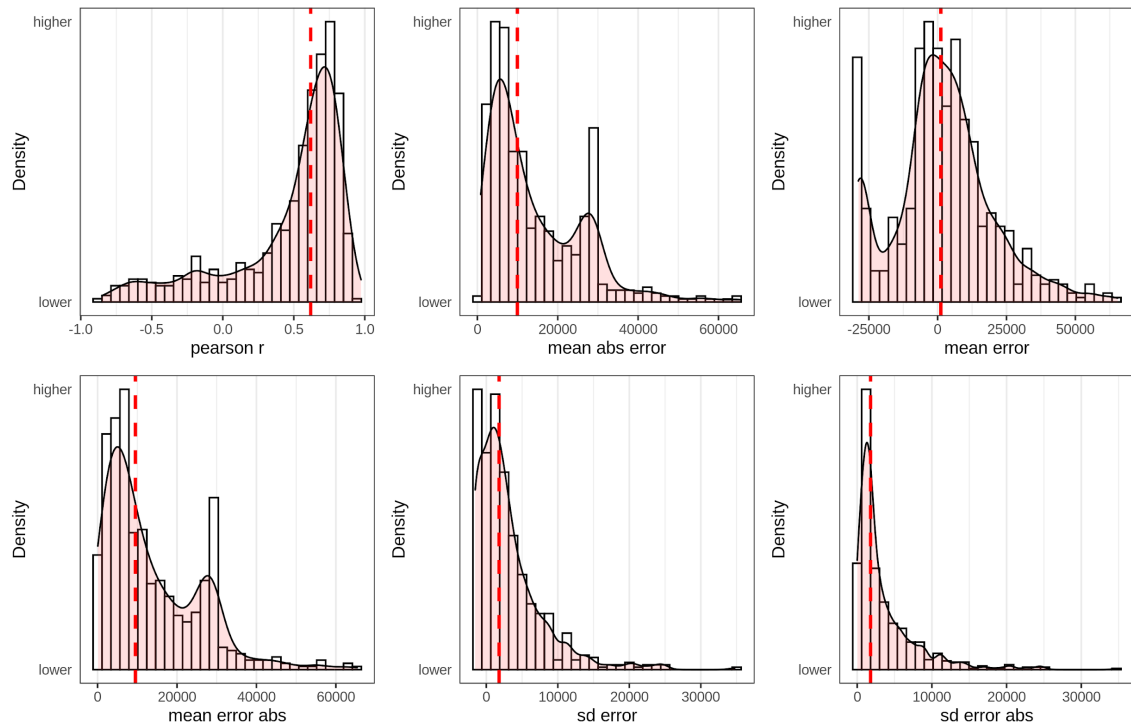 higher
Density
lower
-1.0 -0.5 0.0 0.5 1.0
pearson r
higher
Density
lower
0 20000 40000 60000
mean abs error
higher
Density
lower
-25000 0 25000 50000
mean error
higher
Density
lower
0 20000 40000 60000
mean error abs
higher
Density
lower
0 10000 20000 30000
sd error
higher
Density
lower
0 10000 20000 30000
sd error abs